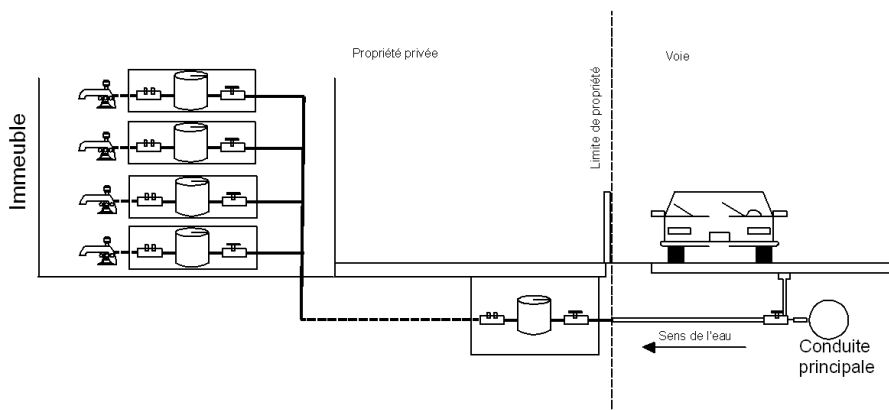 Propriété privée
Voie
Limite de propriété
Immeuble
Sens de l'eau
Conduite
principale